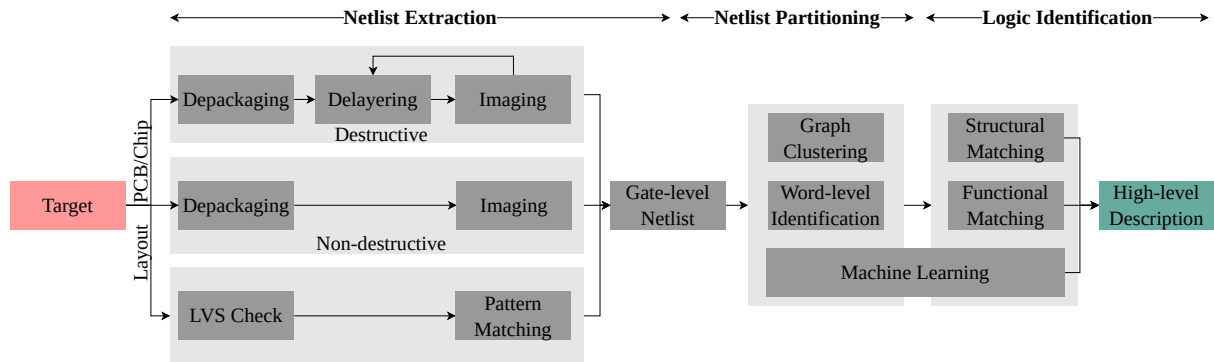 Netlist Extraction
Netlist Partitioning
Logic Identification
Depackaging
Delayering
Imaging
Destructive
PCB/Chip
Layout
Target
Depackaging
Imaging
Non-destructive
LVS Check
Pattern
Matching
Gate-level
Netlist
Graph
Clustering
Word-level
Identification
Structural
Matching
Functional
Matching
Machine Learning
High-level
Description